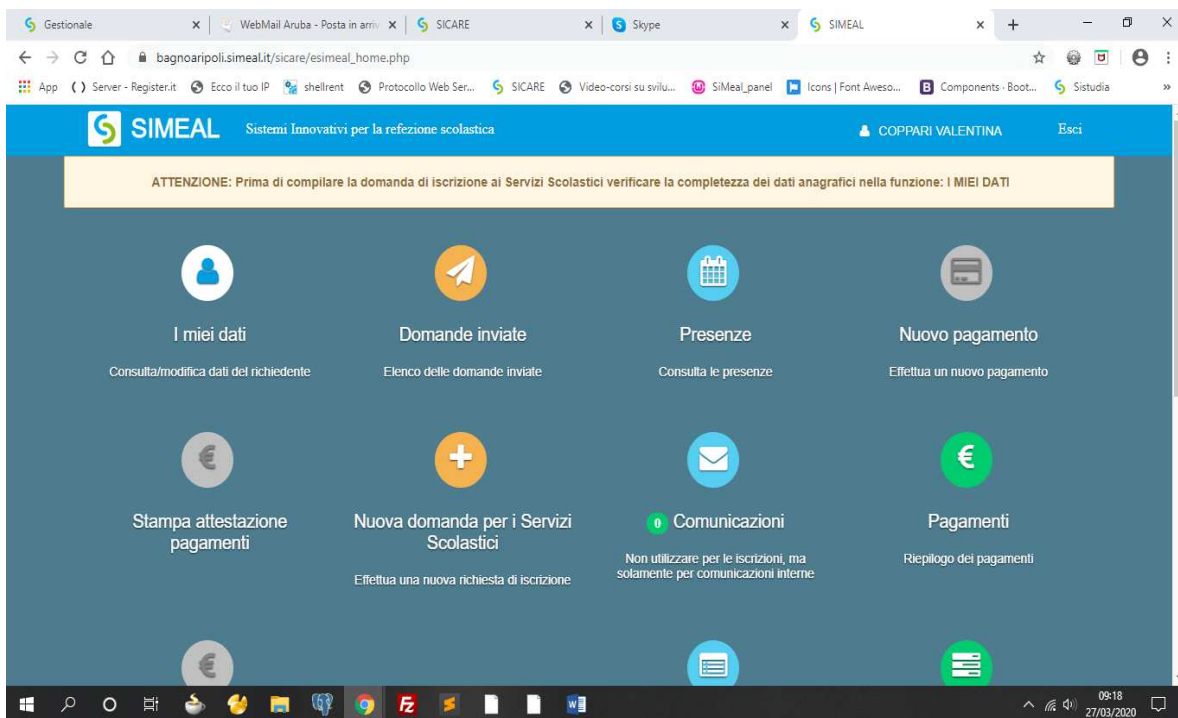 Gestionale
WebMail Aruba - Posta in arriv
SICARE
Skype
SIMEAL
bagnoaripoli.simeal.it/sicare/esimeal_home.php
App
Server - Register.it
Ecco il tuo IP
shellrent
Protocollo Web Ser...
SICARE
Video-corsi su svilu...
SiMeal_panel
Icons | Font Aweso...
Components · Boot...
Sistudia
»
SIMEAL
Sistemi Innovativi per la refezione scolastica
COPPARI VALENTINA
Esci
ATTENZIONE: Prima di compilare la domanda di iscrizione ai Servizi Scolastici verificare la completezza dei dati anagrafici nella funzione: I MIEI DATI
I miei dati
Consulta/modifica dati del richiedente
Domande inviate
Elenco delle domande inviate
Presenze
Consulta le presenze
Nuovo pagamento
Effettua un nuovo pagamento
€
Stampa attestazione
pagamenti
Nuova domanda per i Servizi
Scolastici
Effettua una nuova richiesta di iscrizione
0 Comunicazioni
Non utilizzare per le iscrizioni, ma
solamente per comunicazioni interne
€
Pagamenti
Riepilogo dei pagamenti
€
09:18
27/03/2020